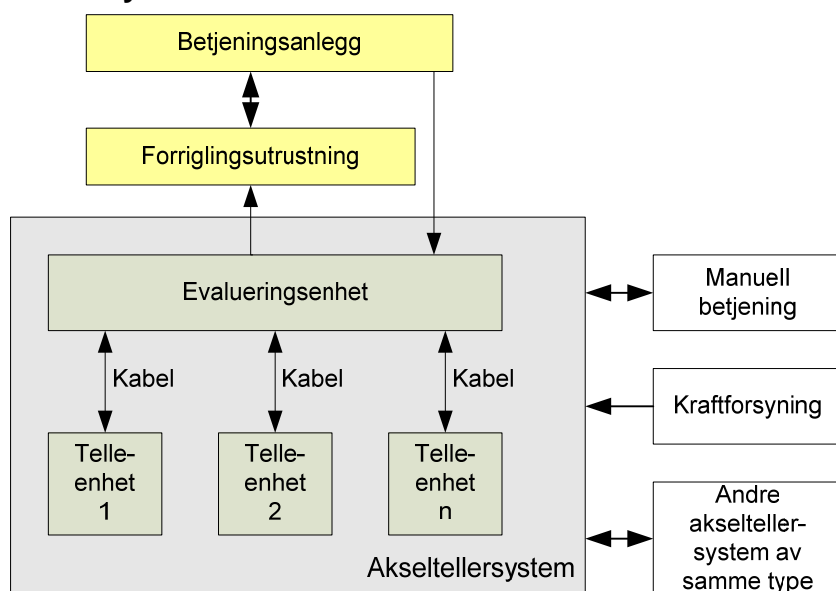 Betjeningsanlegg
Forriglingsutrustning
Evalueringsenhet
Manuell
betjening
Kabel
Kabel
Kabel
Kraftforsyning
Telle-
enhet
1
Telle-
enhet
2
Telle-
enhet
n
Andre
akselteller-
system av
samme type
Akseltellersystem